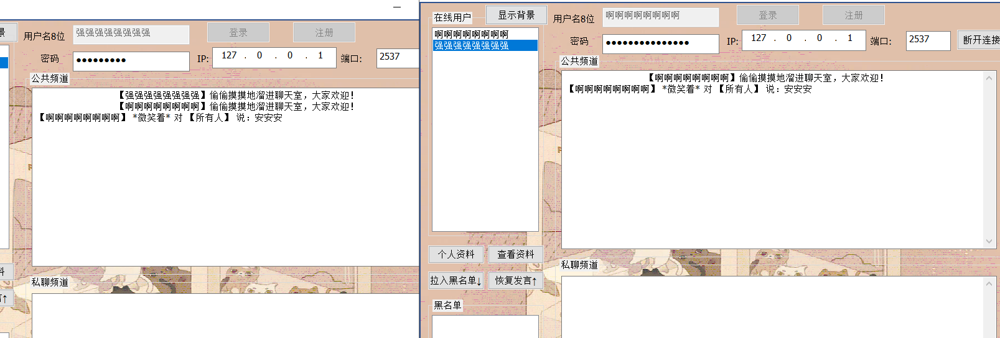 景
用户名8位
强强强强强强强强
登录
注册
密码
●●●●●●●●●
IP:
127 . 0 . 0 . 1
端口:
2537
公共频道
【强强强强强强强强】偷偷摸摸地溜进聊天室，大家欢迎！
【啊啊啊啊啊啊啊啊】偷偷摸摸地溜进聊天室，大家欢迎！
【啊啊啊啊啊啊啊啊】 *微笑着* 对 【所有人】 说：安安安
料
私聊频道
言↑
在线用户
显示背景
用户名8位
啊啊啊啊啊啊啊啊
登录
注册
啊啊啊啊啊啊啊啊
强强强强强强强强
密码
●●●●●●●●●●●●●●●
IP:
127 . 0 . 0 . 1
端口:
2537
断开连接
公共频道
【啊啊啊啊啊啊啊啊】偷偷摸摸地溜进聊天室，大家欢迎！
【啊啊啊啊啊啊啊啊】 *微笑着* 对 【所有人】 说：安安安
个人资料
查看资料
私聊频道
拉入黑名单↓
恢复发言↑
黑名单